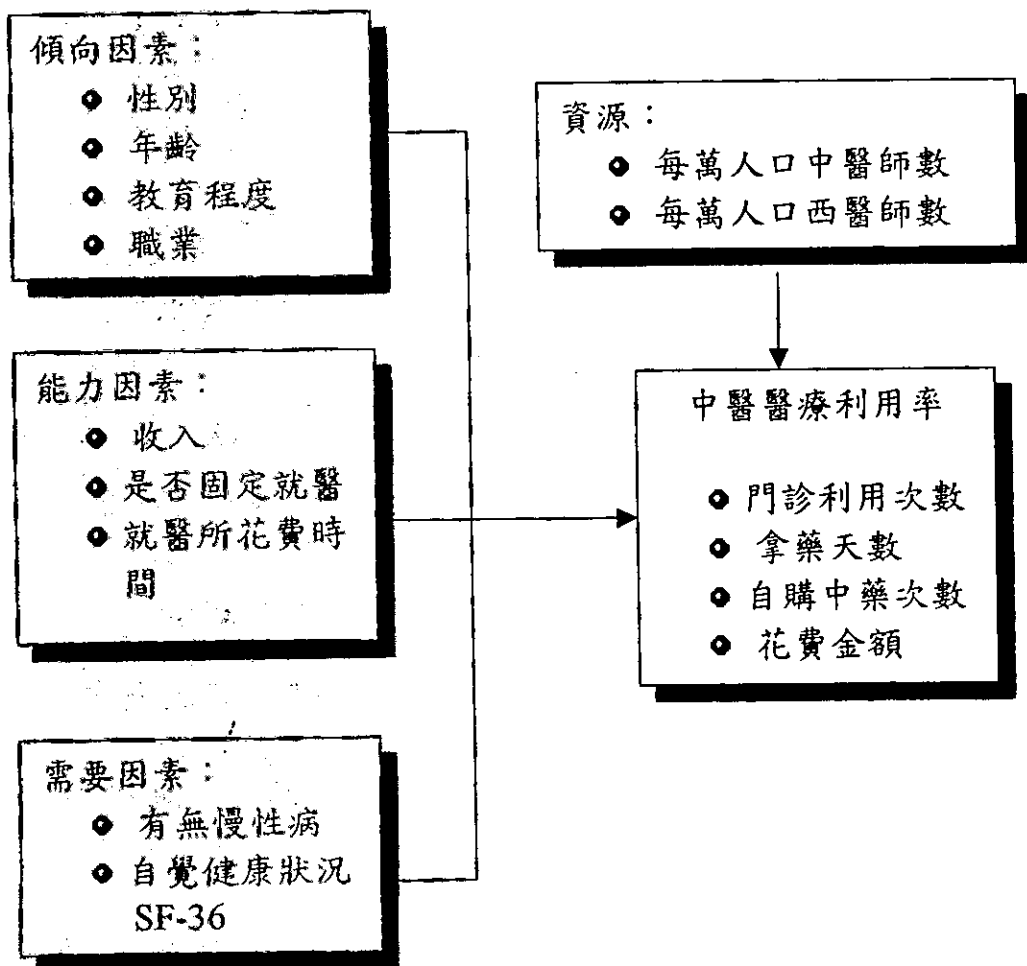 傾向因素：
性別
年齡
教育程度
職業
資源：
每萬人口中醫師數
每萬人口西醫師數
能力因素：
收入
是否固定就醫
就醫所花費時
間
中醫醫療利用率
門診利用次數
拿藥天數
自購中藥次數
花費金額
需要因素：
有無慢性病
自覺健康狀況
SF-36